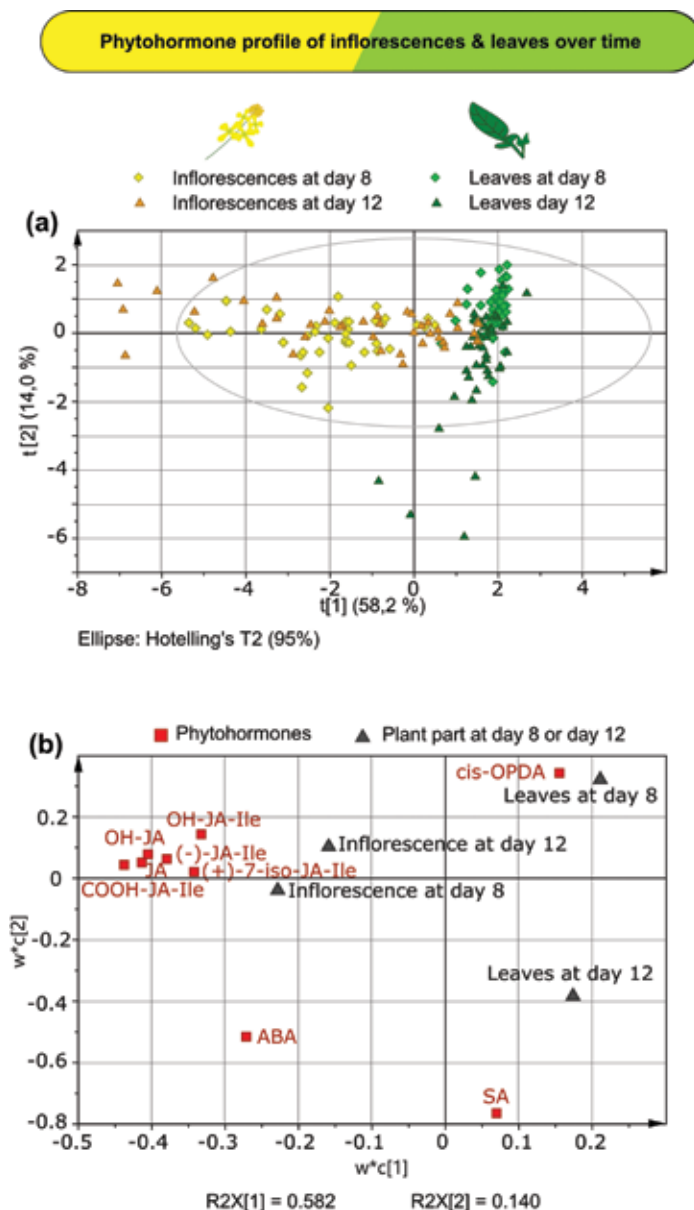 Phytohormone profile of inflorescences & leaves over time
Inflorescences at day 8
Leaves at day 8
Inflorescences at day 12
Leaves day 12
(a)
2
0
-2
-4
-6
t[2] (14,0 %)
-8 -6 -4 -2 0 2 4
t[1] (58,2 %)
Ellipse: Hotelling's T2 (95%)
Phytohormones
Plant part at day 8 or day 12
(b)
cis-OPDA
Leaves at day 8
OH-JA-Ile
OH-JA
Inflorescence at day 12
(-)-JA-Ile
JA
(+)-7-iso-JA-Ile
COOH-JA-Ile
Inflorescence at day 8
Leaves at day 12
ABA
SA
0.2
0
-0.2
-0.4
-0.6
-0.8
w*c[2]
-0.5 -0.4 -0.3 -0.2 -0.1 0 0.1 0.2
w*c[1]
R2X[1] = 0.582 R2X[2] = 0.140